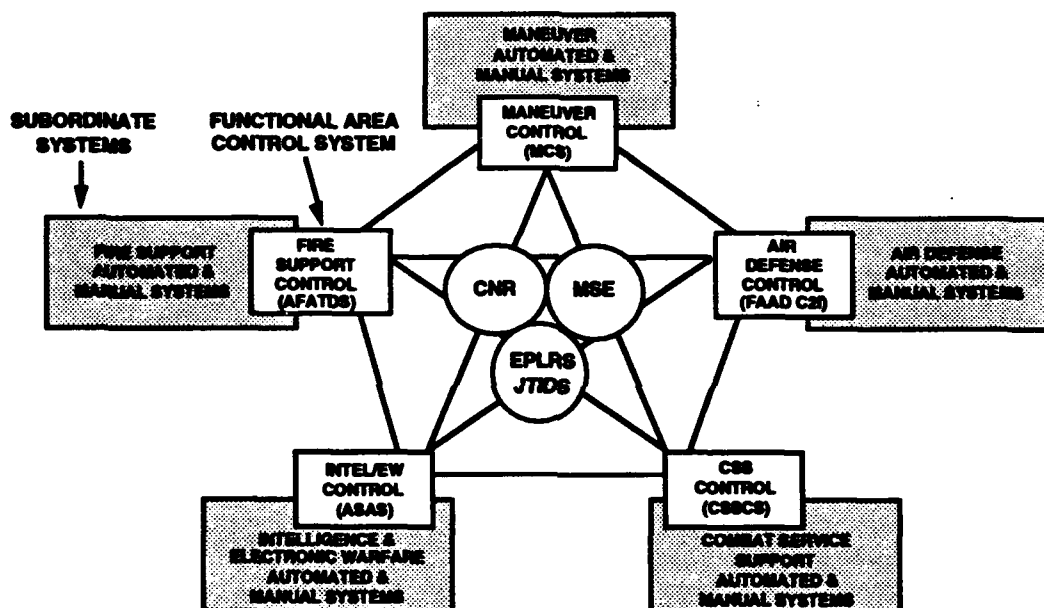 MANEUVER
AUTOMATED &
MANUAL SYSTEMS
MANEUVER
CONTROL
(MCS)
SUBORDINATE
SYSTEMS
FUNCTIONAL AREA
CONTROL SYSTEM
FIRE SUPPORT
AUTOMATED &
MANUAL SYSTEMS
FIRE
SUPPORT
CONTROL
(AFATDS)
CNR
MSE
EPLRS
JTIDS
AIR
DEFENSE
CONTROL
(FAAD C2I)
AIR DEFENSE
AUTOMATED &
MANUAL SYSTEMS
INTEL/EW
CONTROL
(ASAS)
INTELLIGENCE &
ELECTRONIC WARFARE
AUTOMATED &
MANUAL SYSTEMS
CSS
CONTROL
(CSSCS)
COMBAT SERVICE
SUPPORT
AUTOMATED &
MANUAL SYSTEMS